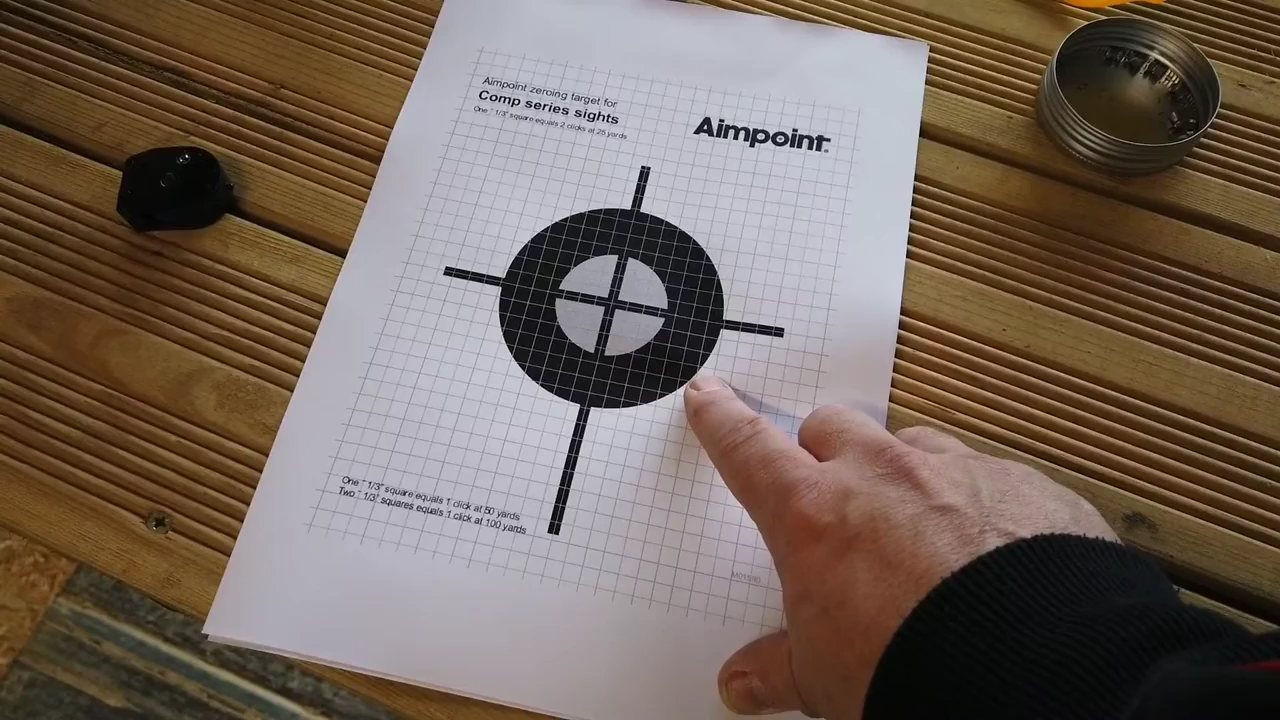 Aimpoint zeroing target for
Comp series sights
One ~ 1/3" square equals 2 clicks at 25 yards
Aimpoint®
One ~ 1/3" square equals 1 click at 50 yards
Two ~ 1/3" squares equals 1 click at 100 yards